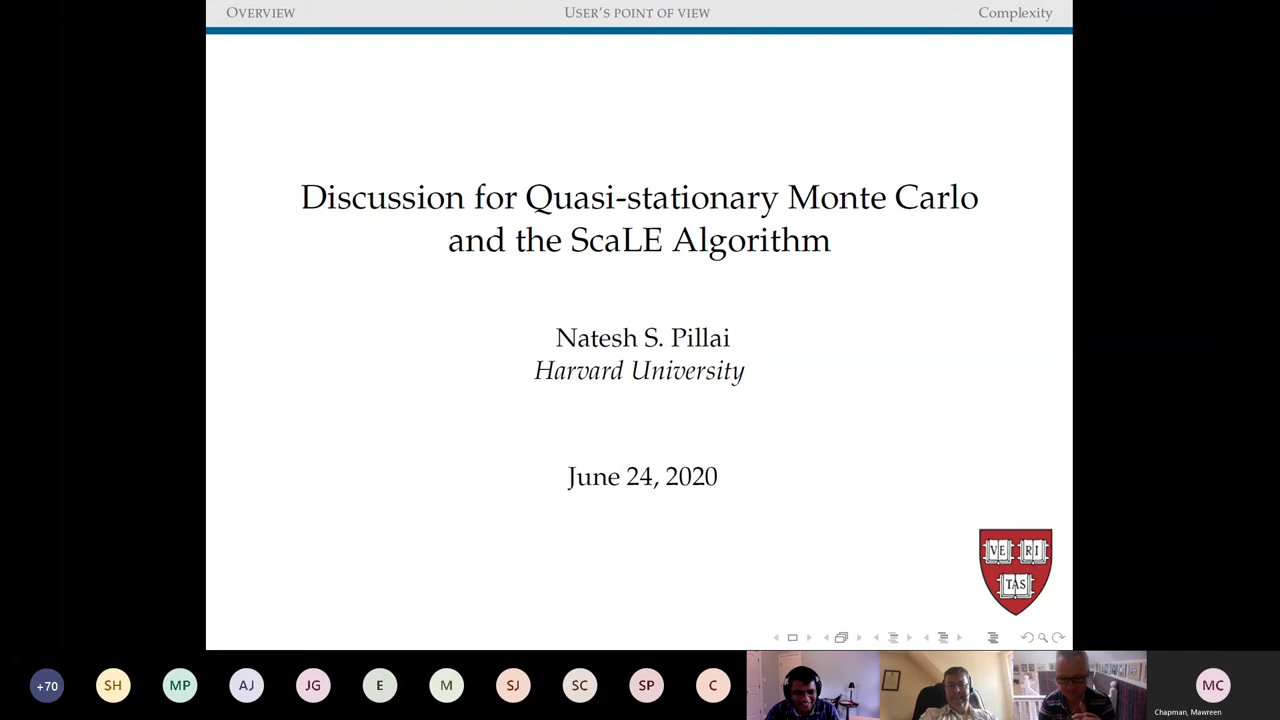 OVERVIEW USER'S POINT OF VIEW Complexity
Discussion for Quasi-stationary Monte Carlo
and the ScaLE Algorithm
Natesh S. Pillai
Harvard University
June 24, 2020
VE RI
TAS
+70 SH MP AJ JG E M SJ SC SP C MC
Chapman, Mawreen